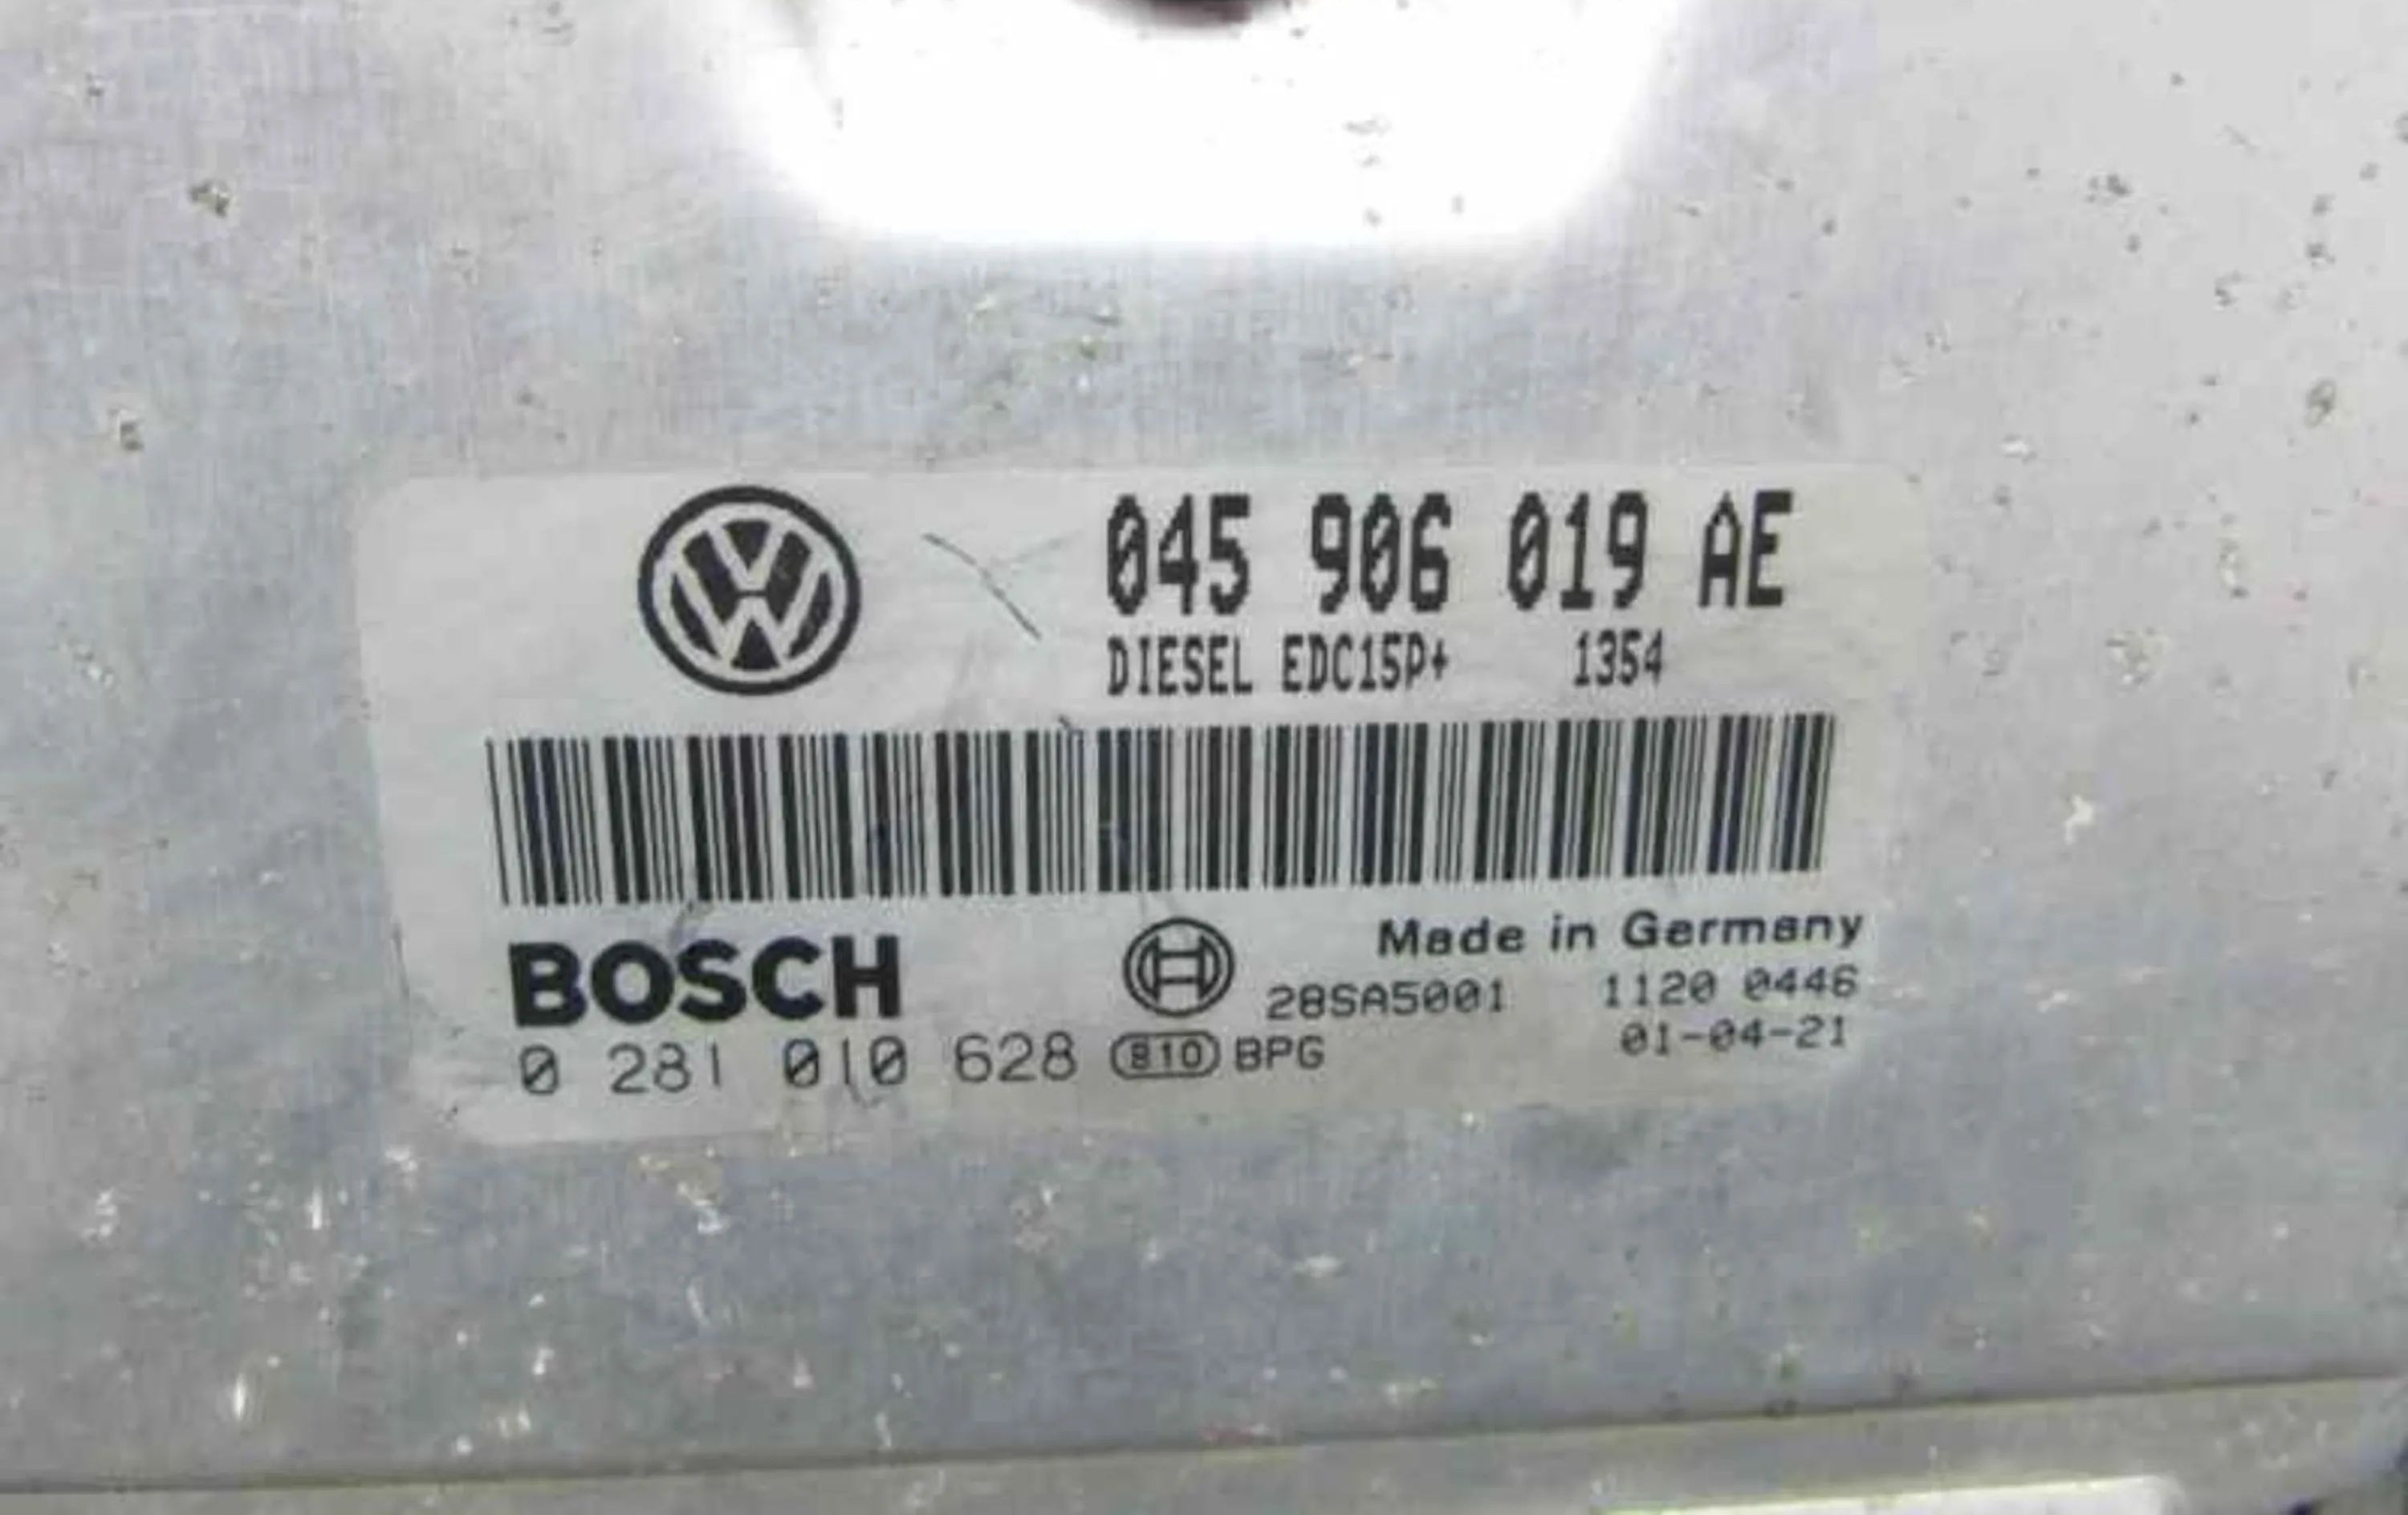 045 906 019 AE
DIESEL EDC15P+ 1354
BOSCH
Made in Germany
28SA5001 1120 0446
01-04-21
0 281 010 628 810 BPG